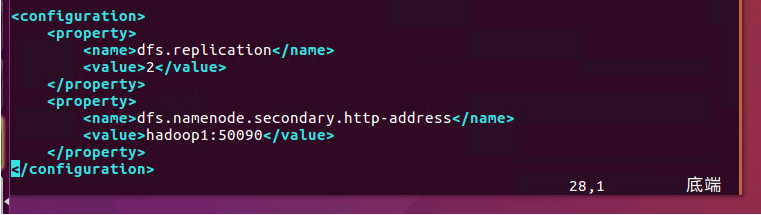 <configuration>
    <property>
        <name>dfs.replication</name>
        <value>2</value>
    </property>
    <property>
        <name>dfs.namenode.secondary.http-address</name>
        <value>hadoop1:50090</value>
    </property>
</configuration>
28,1 底端